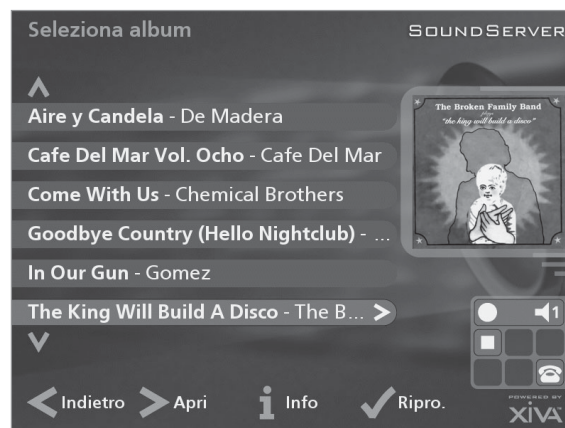 Seleziona album
SOUNDSERVER
Aire y Candela - De Madera
Cafe Del Mar Vol. Ocho - Cafe Del Mar
Come With Us - Chemical Brothers
Goodbye Country (Hello Nightclub) - ...
In Our Gun - Gomez
The King Will Build A Disco - The B... >
The Broken Family Band
plays
"the king will build a disco"
1
Indietro
Apri
i Info
Ripro.
POWERED BY
XiVA